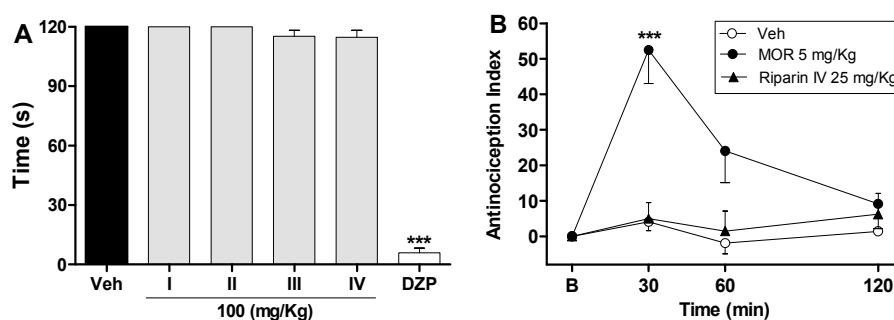 A
Time (s)
120
90
60
30
0
***
Veh
I
II
III
IV
DZP
100 (mg/Kg)
B
Antinociception Index
60
50
40
30
20
10
0
***
Veh
MOR 5 mg/Kg
Riparin IV 25 mg/Kg
B
30
60
120
Time (min)